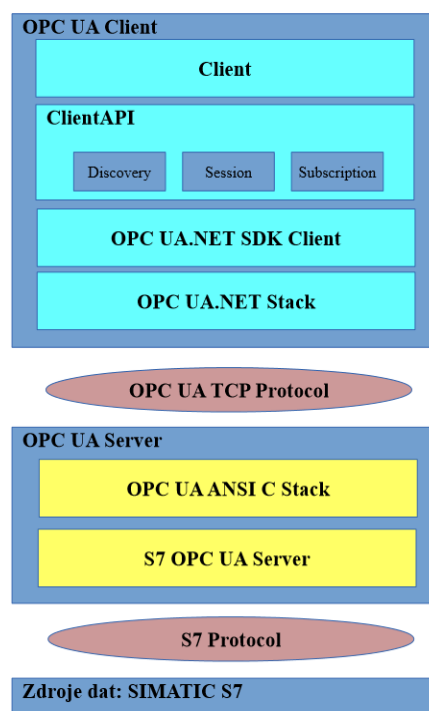 OPC UA Client
Client
ClientAPI
Discovery
Session
Subscription
OPC UA.NET SDK Client
OPC UA.NET Stack
OPC UA TCP Protocol
OPC UA Server
OPC UA ANSI C Stack
S7 OPC UA Server
S7 Protocol
Zdroje dat: SIMATIC S7